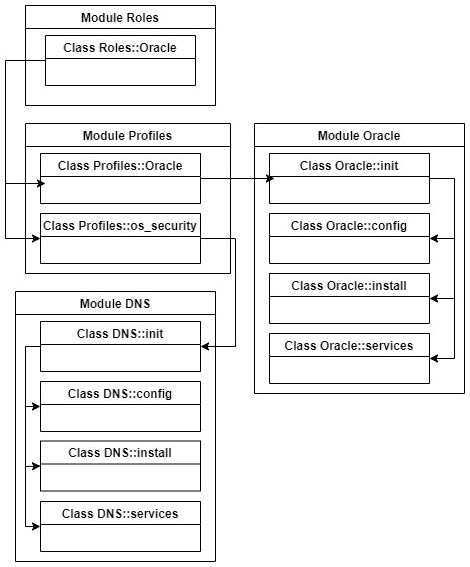 Module Roles
Class Roles::Oracle
Module Profiles
Class Profiles::Oracle
Class Profiles::os_security
Module Oracle
Class Oracle::init
Class Oracle::config
Class Oracle::install
Class Oracle::services
Module DNS
Class DNS::init
Class DNS::config
Class DNS::install
Class DNS::services